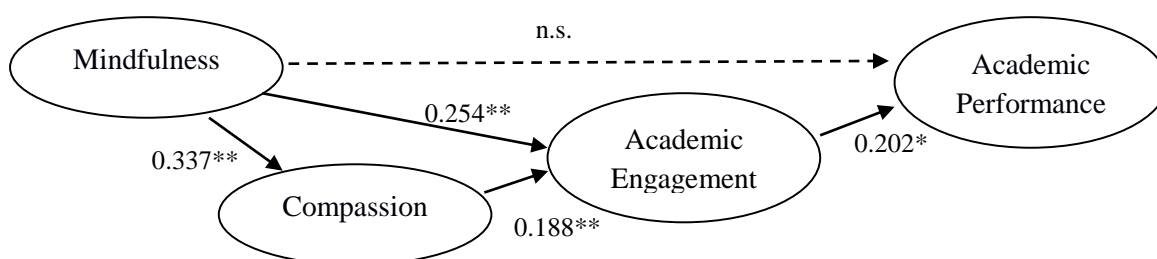 n.s.
Mindfulness
Academic
Performance
0.254**
0.202*
Academic
Engagement
0.337**
Compassion
0.188**